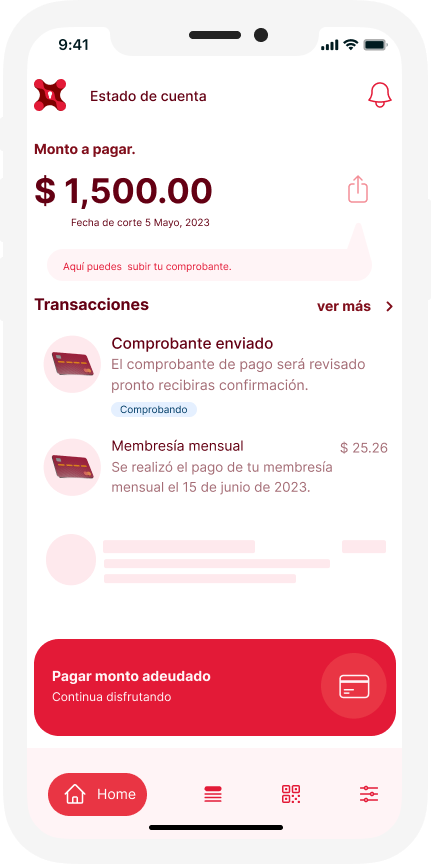 9:41
Estado de cuenta
Monto a pagar.
$ 1,500.00
Fecha de corte 5 Mayo, 2023
Aquí puedes subir tu comprobante.
Transacciones
ver más
Comprobante enviado
El comprobante de pago será revisado
pronto recibiras confirmación.
Comprobando
Membresía mensual
$ 25.26
Se realizó el pago de tu membresía
mensual el 15 de junio de 2023.
Pagar monto adeudado
Continua disfrutando
Home